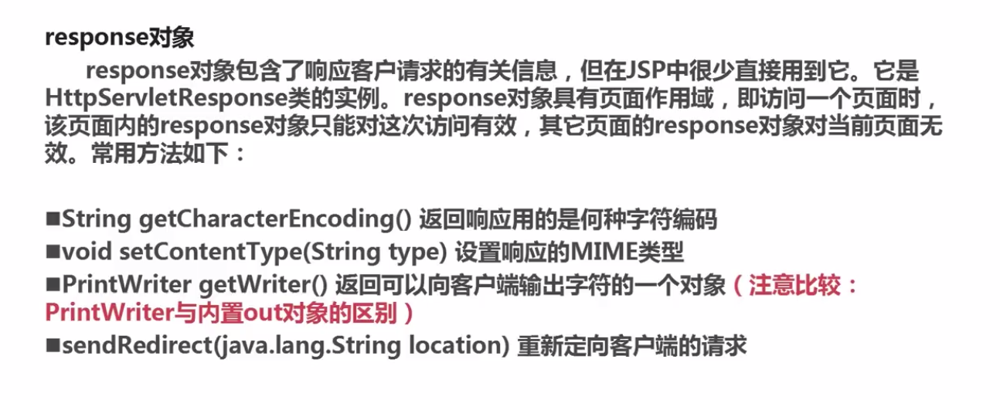 response对象
response对象包含了响应客户请求的有关信息，但在JSP中很少直接用到它。它是
HttpServletResponse类的实例。response对象具有页面作用域，即访问一个页面时，
该页面内的response对象只能对这次访问有效，其它页面的response对象对当前页面无
效。常用方法如下：
■String getCharacterEncoding() 返回响应用的是何种字符编码
■void setContentType(String type) 设置响应的MIME类型
■PrintWriter getWriter() 返回可以向客户端输出字符的一个对象（注意比较：
PrintWriter与内置out对象的区别）
■sendRedirect(java.lang.String location) 重新定向客户端的请求